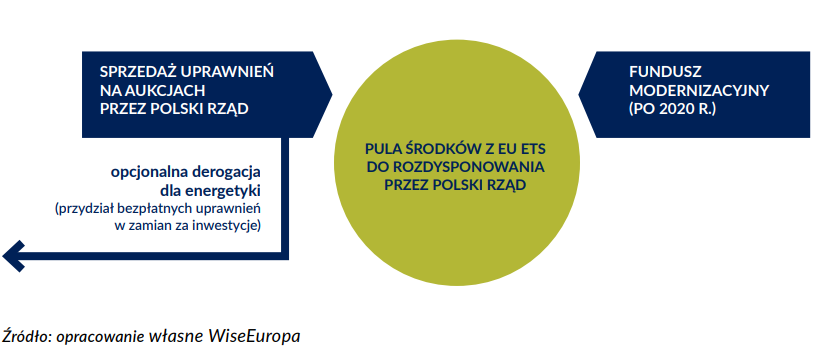 SPRZEDAŻ UPRAWNIEŃ
NA AUKCJACH
PRZEZ POLSKI RZĄD
opcjonalna derogacja
dla energetyki
(przydział bezpłatnych uprawnień
w zamian za inwestycje)
PULA ŚRODKÓW Z EU ETS
DO ROZDYSPONOWANIA
PRZEZ POLSKI RZĄD
FUNDUSZ
MODERNIZACYJNY
(PO 2020 R.)
Źródło: opracowanie własne WiseEuropa